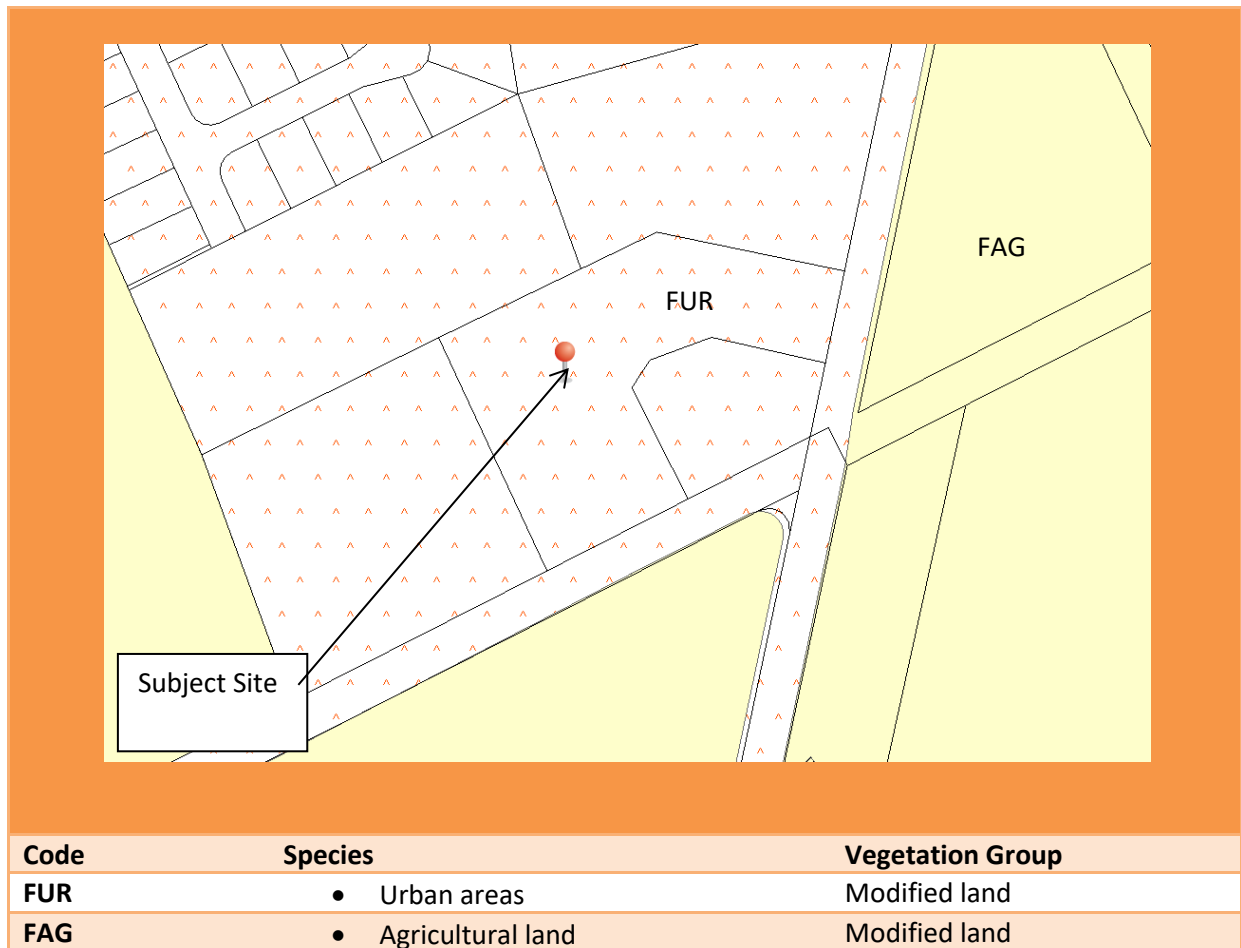 FAG
FUR
Subject Site
Code Species Vegetation Group
FUR • Urban areas Modified land
FAG • Agricultural land Modified land